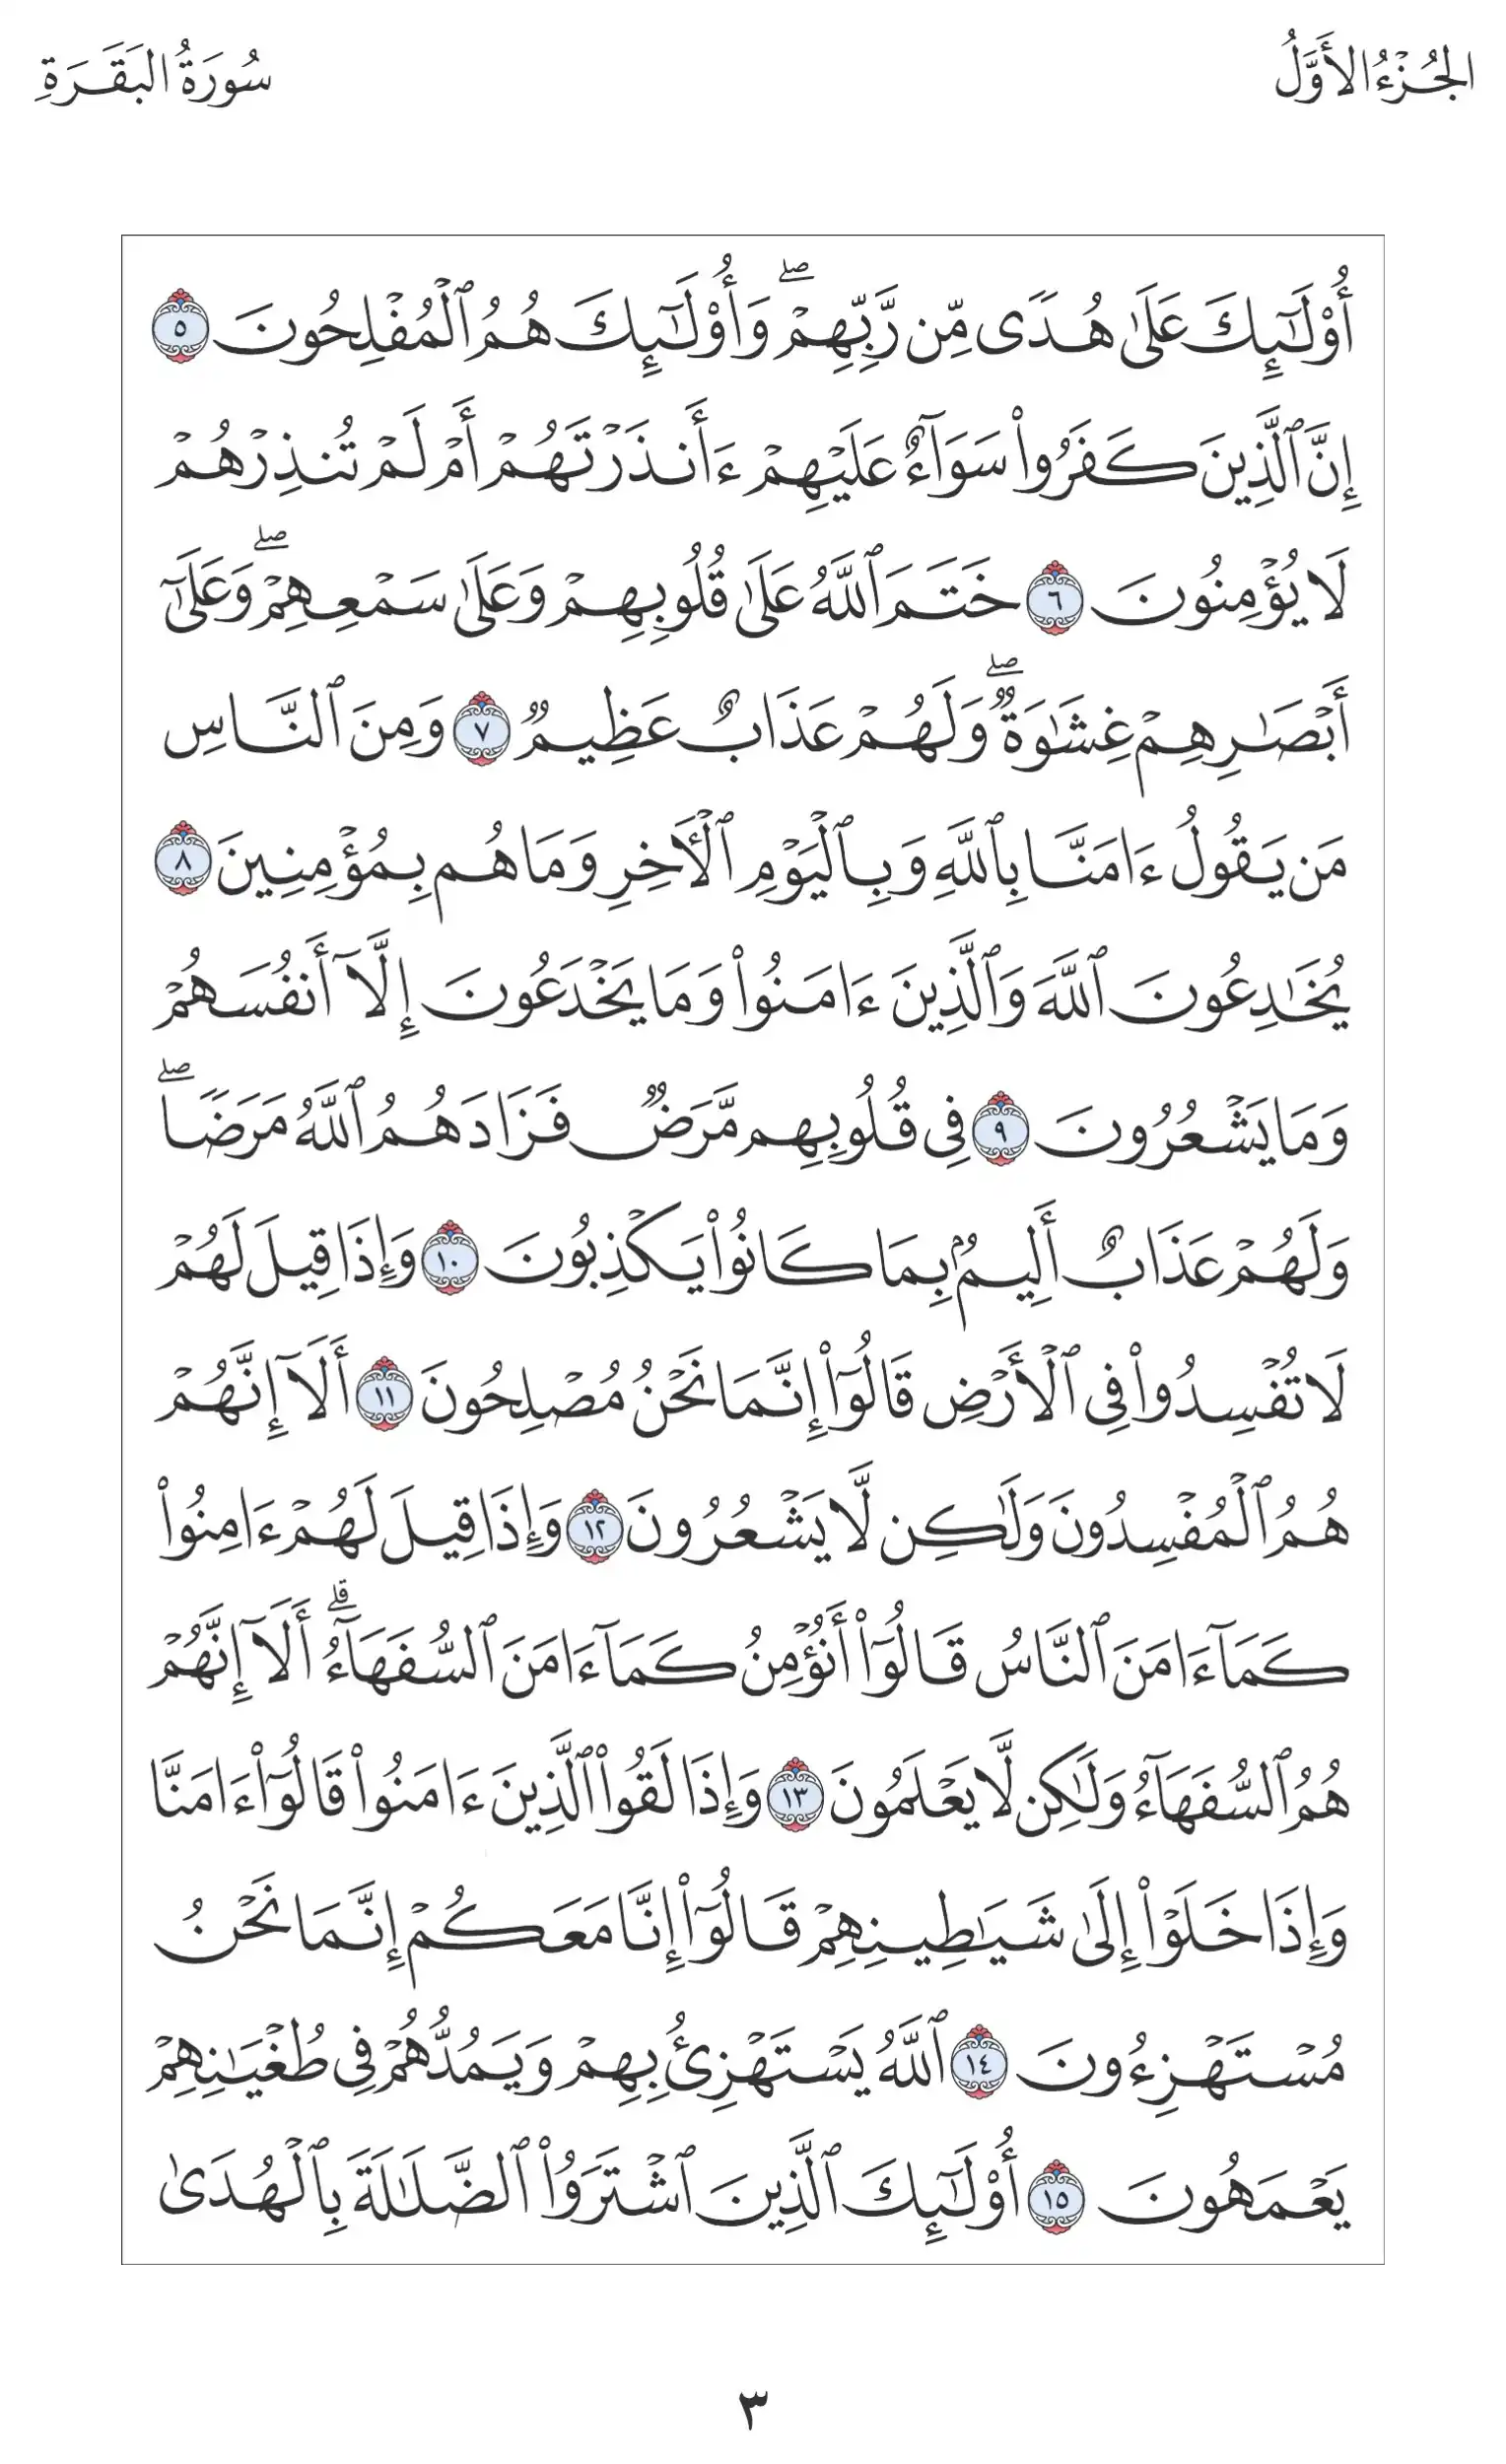 الجُزْءُ الأَوَّلُ
سُورَةُ البَقَرَةِ
أُوْلَـٰٓئِكَ عَلَىٰ هُدًى مِّن رَّبِّهِمْ ۖ وَأُوْلَـٰٓئِكَ هُمُ ٱلْمُفْلِحُونَ ٥
إِنَّ ٱلَّذِينَ كَفَرُوا۟ سَوَآءٌ عَلَيْهِمْ ءَأَنذَرْتَهُمْ أَمْ لَمْ تُنذِرْهُمْ
لَا يُؤْمِنُونَ ٦ خَتَمَ ٱللَّهُ عَلَىٰ قُلُوبِهِمْ وَعَلَىٰ سَمْعِهِمْ ۖ وَعَلَىٰٓ
أَبْصَـٰرِهِمْ غِشَـٰوَةٌ ۖ وَلَهُمْ عَذَابٌ عَظِيمٌ ٧ وَمِنَ ٱلنَّاسِ
مَن يَقُولُ ءَامَنَّا بِٱللَّهِ وَبِٱلْيَوْمِ ٱلْـَٔاخِرِ وَمَا هُم بِمُؤْمِنِينَ ٨
يُخَـٰدِعُونَ ٱللَّهَ وَٱلَّذِينَ ءَامَنُوا۟ وَمَا يَخْدَعُونَ إِلَّآ أَنفُسَهُمْ
وَمَا يَشْعُرُونَ ٩ فِى قُلُوبِهِم مَّرَضٌ فَزَادَهُمُ ٱللَّهُ مَرَضًا ۖ
وَلَهُمْ عَذَابٌ أَلِيمٌۢ بِمَا كَانُوا۟ يَكْذِبُونَ ١٠ وَإِذَا قِيلَ لَهُمْ
لَا تُفْسِدُوا۟ فِى ٱلْأَرْضِ قَالُوٓا۟ إِنَّمَا نَحْنُ مُصْلِحُونَ ١١ أَلَآ إِنَّهُمْ
هُمُ ٱلْمُفْسِدُونَ وَلَـٰكِن لَّا يَشْعُرُونَ ١٢ وَإِذَا قِيلَ لَهُمْ ءَامِنُوا۟
كَمَآ ءَامَنَ ٱلنَّاسُ قَالُوٓا۟ أَنُؤْمِنُ كَمَآ ءَامَنَ ٱلسُّفَهَآءُ ۗ أَلَآ إِنَّهُمْ
هُمُ ٱلسُّفَهَآءُ وَلَـٰكِن لَّا يَعْلَمُونَ ١٣ وَإِذَا لَقُوا۟ ٱلَّذِينَ ءَامَنُوا۟ قَالُوٓا۟ ءَامَنَّا
وَإِذَا خَلَوْا۟ إِلَىٰ شَيَـٰطِينِهِمْ قَالُوٓا۟ إِنَّا مَعَكُمْ إِنَّمَا نَحْنُ
مُسْتَهْزِءُونَ ١٤ ٱللَّهُ يَسْتَهْزِئُ بِهِمْ وَيَمُدُّهُمْ فِى طُغْيَـٰنِهِمْ
يَعْمَهُونَ ١٥ أُوْلَـٰٓئِكَ ٱلَّذِينَ ٱشْتَرَوُا۟ ٱلضَّلَـٰلَةَ بِٱلْهُدَىٰ
٣